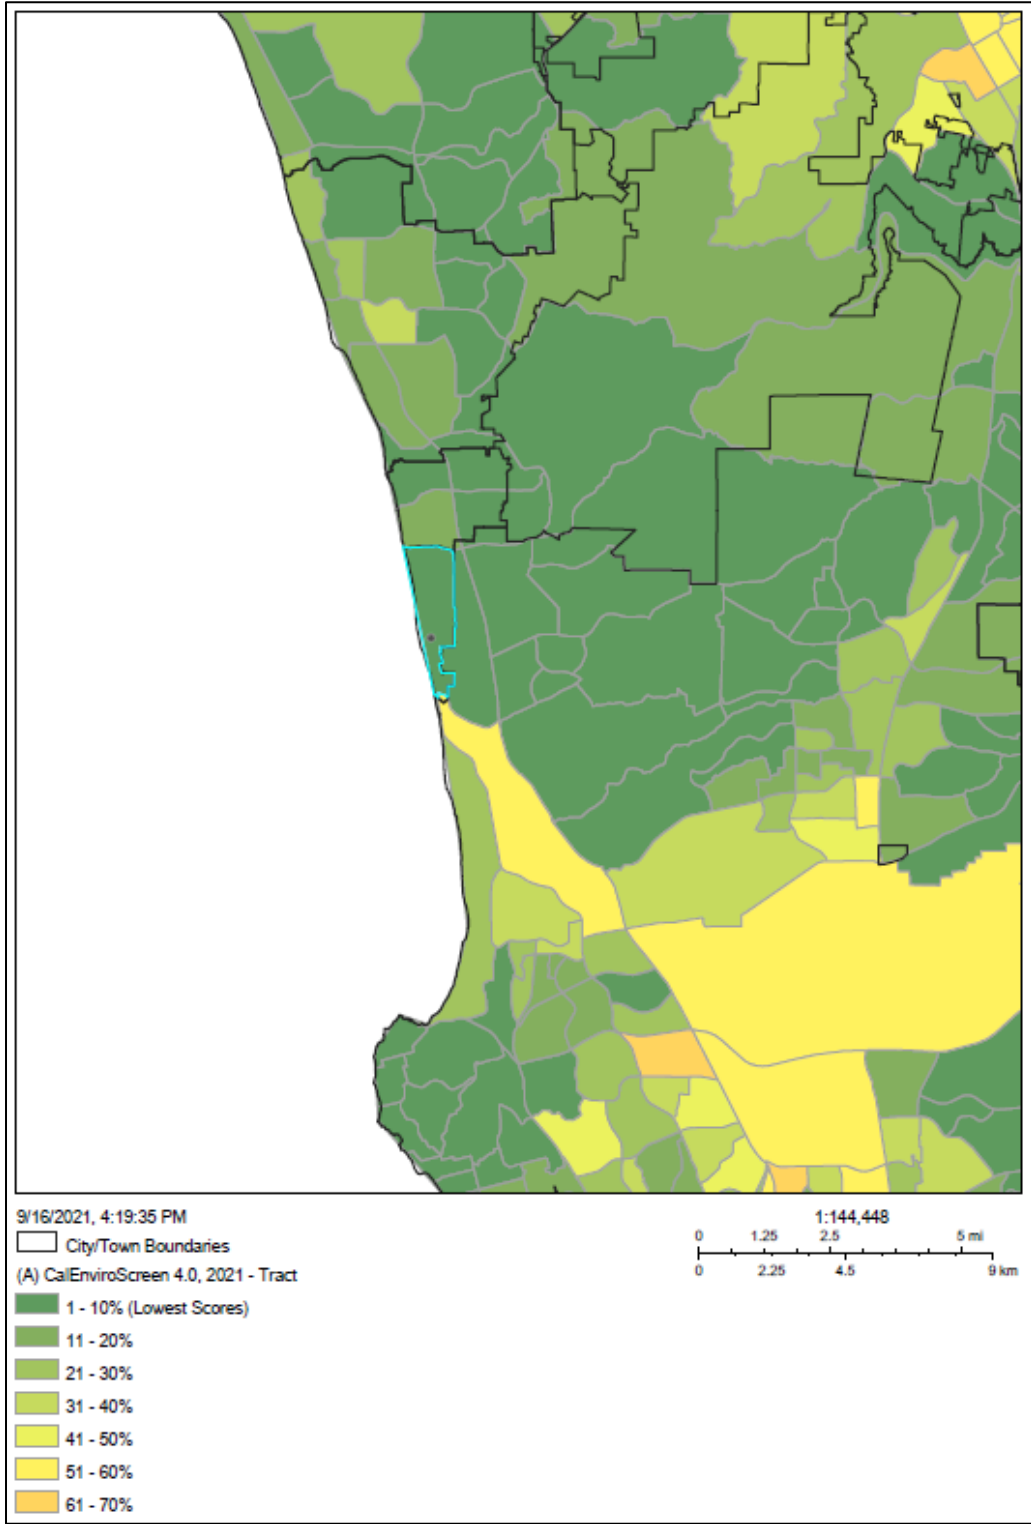 9/16/2021, 4:19:35 PM
City/Town Boundaries
(A) CalEnviroScreen 4.0, 2021 - Tract
1 - 10% (Lowest Scores)
11 - 20%
21 - 30%
31 - 40%
41 - 50%
51 - 60%
61 - 70%
1:144,448
0 1.25 2.5 5 mi
0 2.25 4.5 9 km